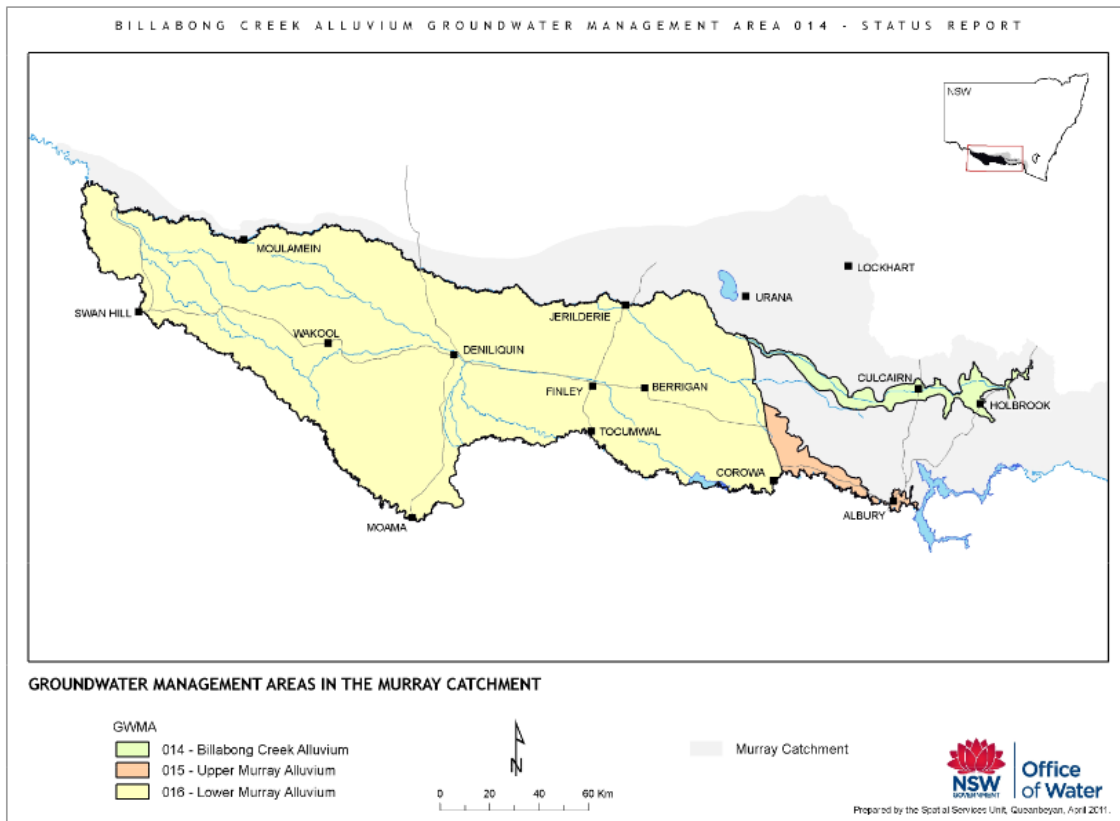 BILLABONG CREEK ALLUVIUM GROUNDWATER MANAGEMENT AREA 014 - STATUS REPORT
NSW
MOULAMEIN
LOCKHART
URANA
SWAN HILL
JERILDERIE
WAKOOL
DENILIQUIN
CULCAIRN
FINLEY
BERRIGAN
HOLBROOK
TOCUMWAL
COROWA
ALBURY
MOAMA
GROUNDWATER MANAGEMENT AREAS IN THE MURRAY CATCHMENT
GWMA
014 - Billabong Creek Alluvium
015 - Upper Murray Alluvium
016 - Lower Murray Alluvium
N
0 20 40 60 Km
Murray Catchment
NSW
GOVERNMENT
Office
of Water
Prepared by the Spatial Services Unit, Queanbeyan, April 2011.